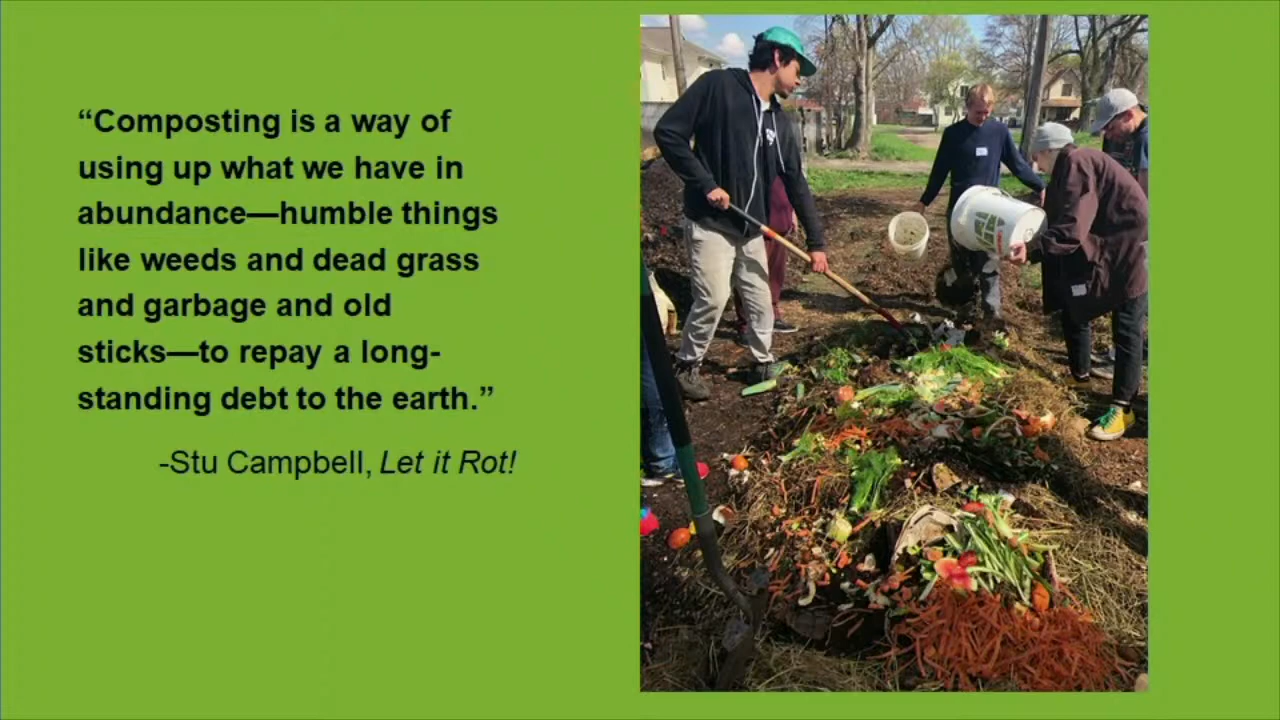 “Composting is a way of
using up what we have in
abundance—humble things
like weeds and dead grass
and garbage and old
sticks—to repay a long-
standing debt to the earth.”
-Stu Campbell, Let it Rot!